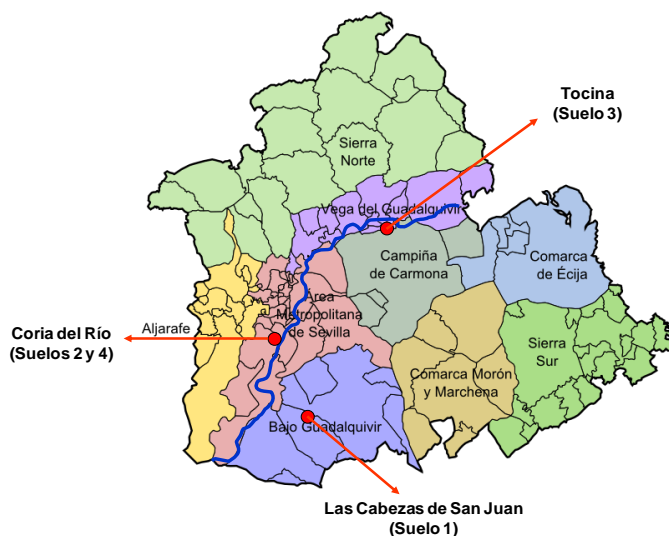 Tocina
(Suelo 3)
Sierra
Norte
Vega del Guadalquivir
Campiña
de Carmona
Comarca
de Écija
Área
Metropolitana
de Sevilla
Aljarafe
Coria del Río
(Suelos 2 y 4)
Sierra
Sur
Comarca Morón
y Marchena
Bajo Guadalquivir
Las Cabezas de San Juan
(Suelo 1)